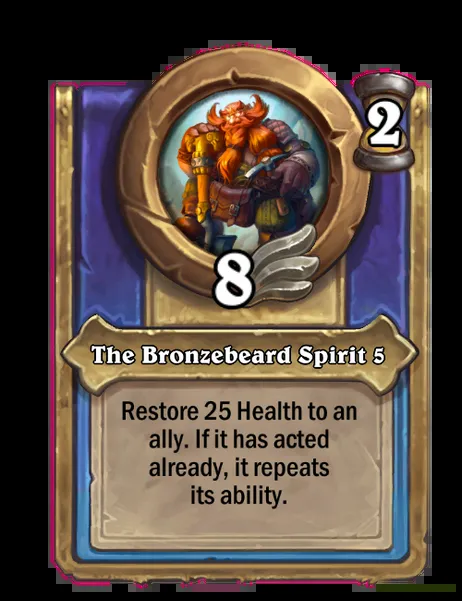 2
8
The Bronzebeard Spirit 5
Restore 25 Health to an
ally. If it has acted
already, it repeats
its ability.